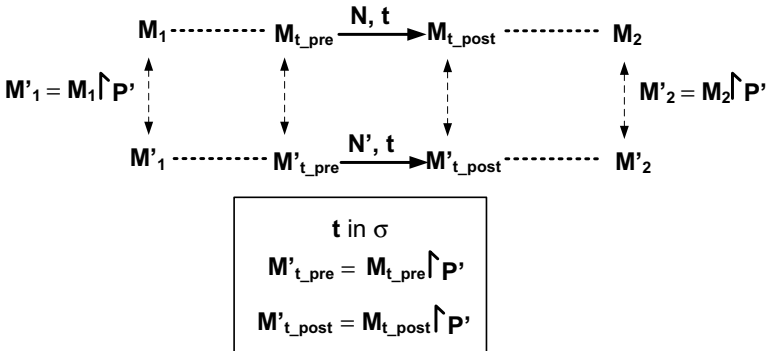 N, t
M₁ M_t_pre M_t_post M₂
M'₁ = M₁↾P' M'₂ = M₂↾P'
N', t
M'₁ M'_t_pre M'_t_post M'₂
t in σ
M'_t_pre = M_t_pre↾P'
M'_t_post = M_t_post↾P'